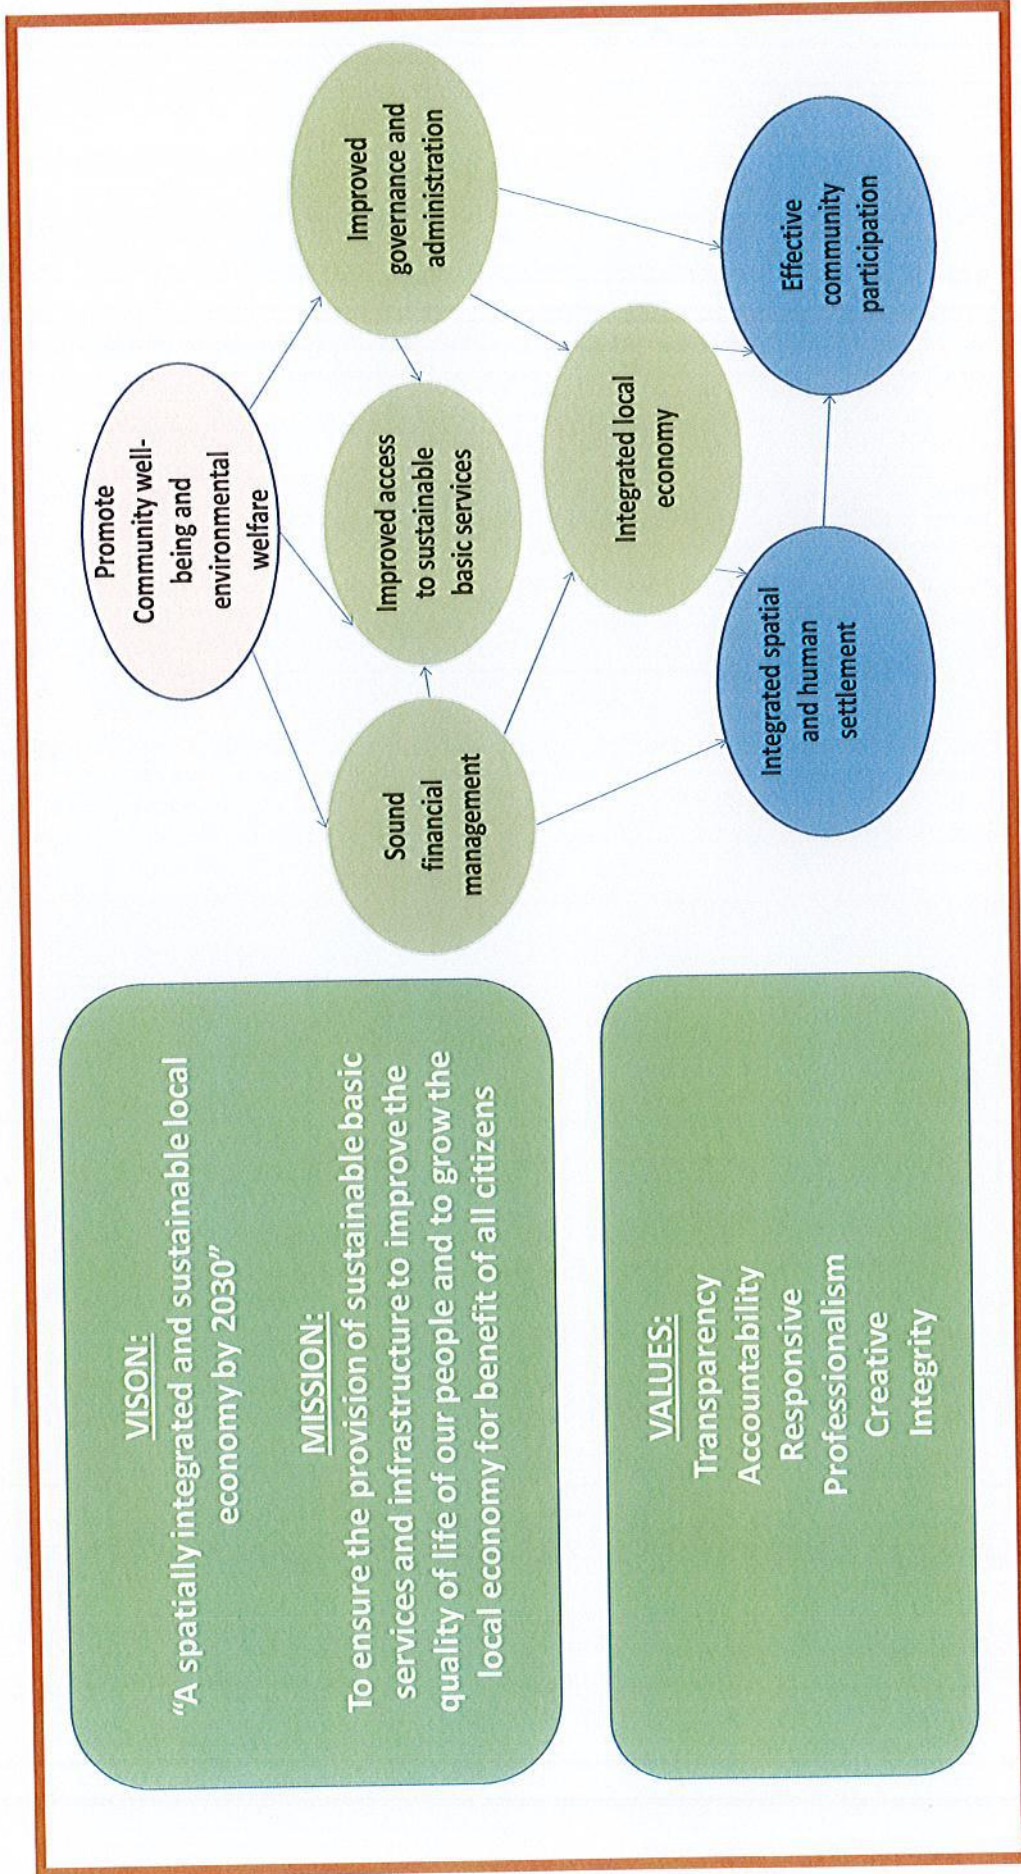 VISON:
"A spatially integrated and sustainable local
economy by 2030"
MISSION:
To ensure the provision of sustainable basic
services and infrastructure to improve the
quality of life of our people and to grow the
local economy for benefit of all citizens
VALUES:
Transparency
Accountability
Responsive
Professionalism
Creative
Integrity
Promote
Community well-
being and
environmental
welfare
Sound
financial
management
Improved access
to sustainable
basic services
Improved
governance and
administration
Integrated local
economy
Integrated spatial
and human
settlement
Effective
community
participation